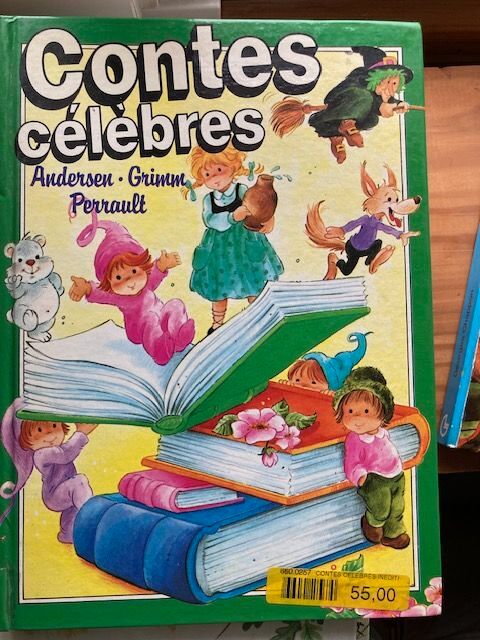 Contes
célèbres
Andersen · Grimm
Perrault
CONTES CELEBRES INEDIT/
55,00